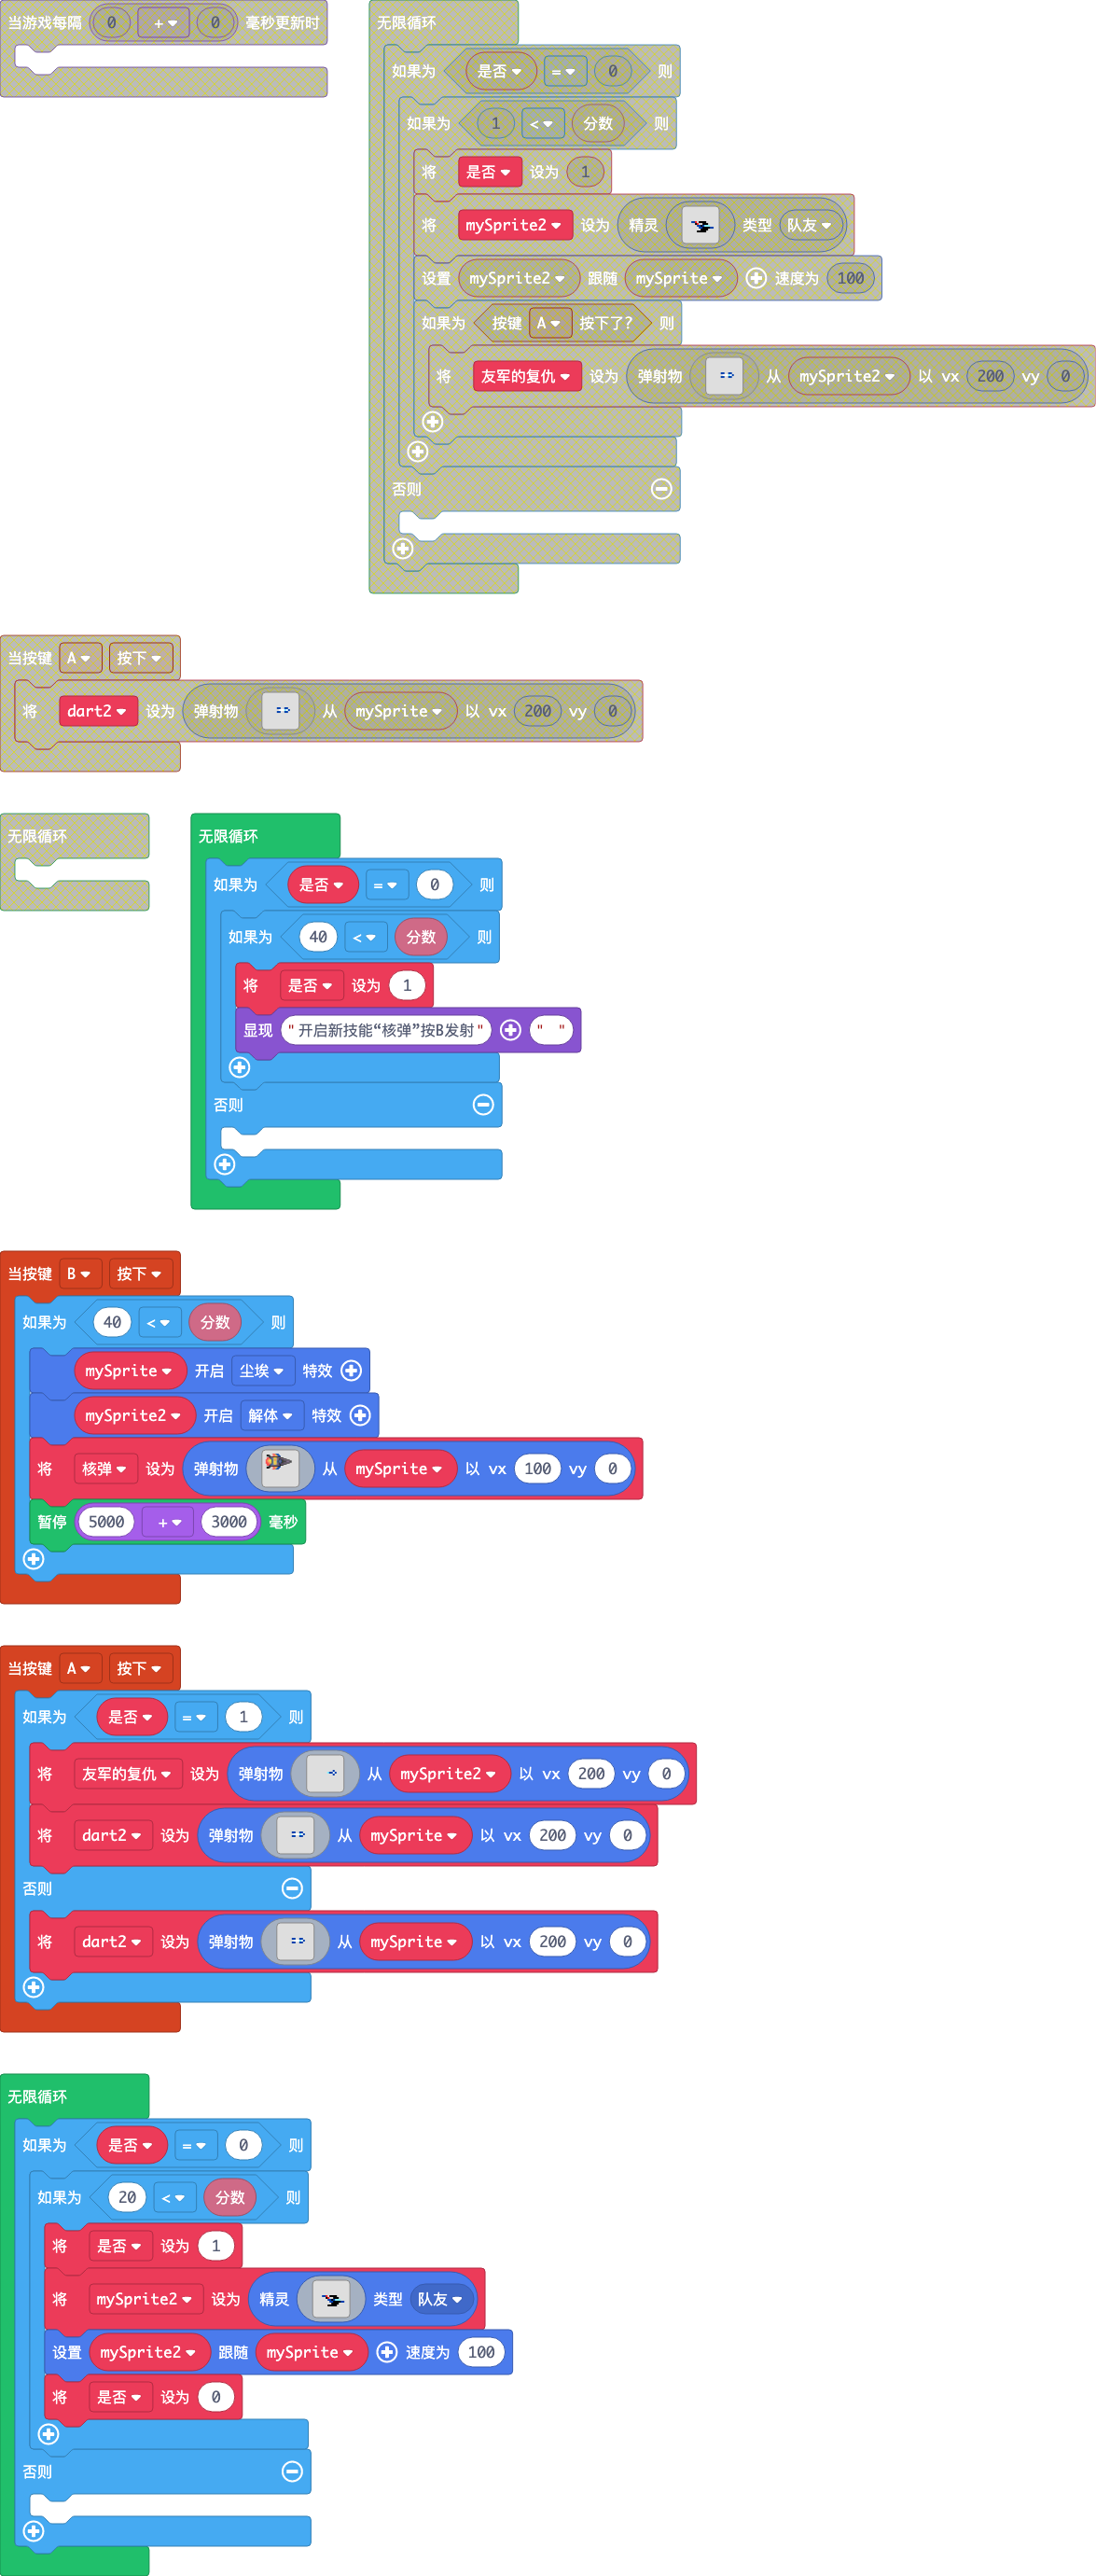 当游戏每隔 0 + 0 毫秒更新时
无限循环
如果为 是否 = 0 则
如果为 1 < 分数 则
将 是否 设为 1
将 mySprite2 设为 精灵 类型 队友
设置 mySprite2 跟随 mySprite 速度为 100
如果为 按键 A 按下了? 则
将 友军的复仇 设为 弹射物 从 mySprite2 以 vx 200 vy 0
否则
当按键 A 按下
将 dart2 设为 弹射物 从 mySprite 以 vx 200 vy 0
无限循环
无限循环
如果为 是否 = 0 则
如果为 40 < 分数 则
将 是否 设为 1
显现 "开启新技能“核弹”按B发射" " "
否则
当按键 B 按下
如果为 40 < 分数 则
mySprite 开启 尘埃 特效
mySprite2 开启 解体 特效
将 核弹 设为 弹射物 从 mySprite 以 vx 100 vy 0
暂停 5000 + 3000 毫秒
当按键 A 按下
如果为 是否 = 1 则
将 友军的复仇 设为 弹射物 从 mySprite2 以 vx 200 vy 0
将 dart2 设为 弹射物 从 mySprite 以 vx 200 vy 0
否则
将 dart2 设为 弹射物 从 mySprite 以 vx 200 vy 0
无限循环
如果为 是否 = 0 则
如果为 20 < 分数 则
将 是否 设为 1
将 mySprite2 设为 精灵 类型 队友
设置 mySprite2 跟随 mySprite 速度为 100
将 是否 设为 0
否则